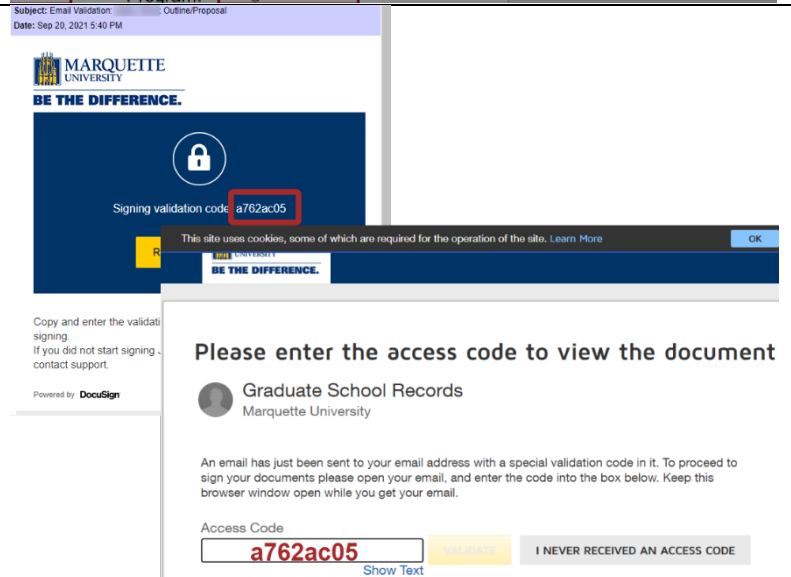 Subject: Email Validation: Outline/Proposal
Date: Sep 20, 2021 5:40 PM
MARQUETTE
UNIVERSITY
BE THE DIFFERENCE.
Signing validation code: a762ac05
R
This site uses cookies, some of which are required for the operation of the site. Learn More
OK
UNIVERSITY
BE THE DIFFERENCE.
Copy and enter the validati
signing.
If you did not start signing
contact support.
Powered by DocuSign
Please enter the access code to view the document
Graduate School Records
Marquette University
An email has just been sent to your email address with a special validation code in it. To proceed to
sign your documents please open your email, and enter the code into the box below. Keep this
browser window open while you get your email.
Access Code
a762ac05
VALIDATE
I NEVER RECEIVED AN ACCESS CODE
Show Text